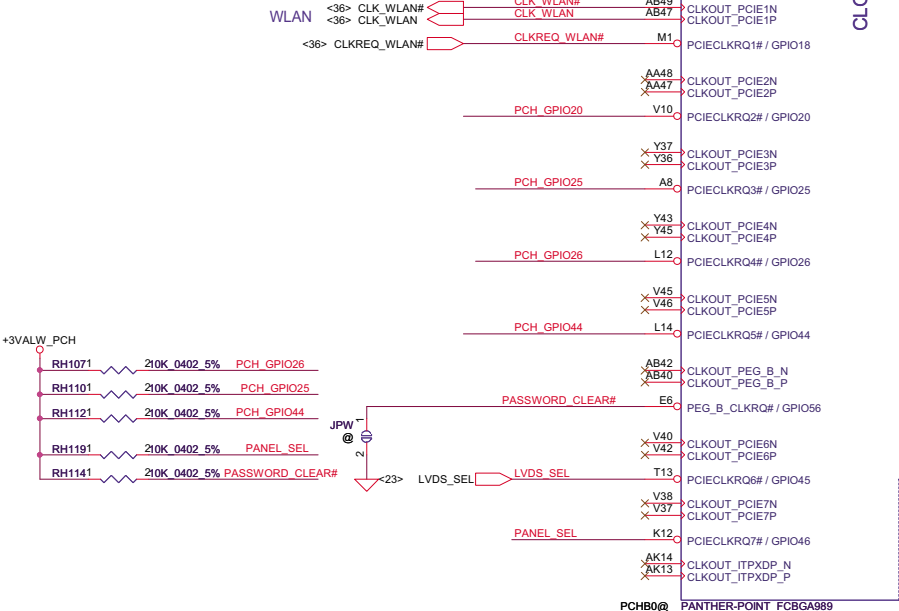 <36> CLK_WLAN# CLK_WLAN# AB49 CLKOUT_PCIE1N
WLAN <36> CLK_WLAN CLK_WLAN AB47 CLKOUT_PCIE1P
<36> CLKREQ_WLAN# CLKREQ_WLAN# M1 PCIECLKRQ1# / GPIO18
AA48 CLKOUT_PCIE2N
AA47 CLKOUT_PCIE2P
PCH_GPIO20 V10 PCIECLKRQ2# / GPIO20
Y37 CLKOUT_PCIE3N
Y36 CLKOUT_PCIE3P
PCH_GPIO25 A8 PCIECLKRQ3# / GPIO25
Y43 CLKOUT_PCIE4N
Y45 CLKOUT_PCIE4P
PCH_GPIO26 L12 PCIECLKRQ4# / GPIO26
V45 CLKOUT_PCIE5N
V46 CLKOUT_PCIE5P
PCH_GPIO44 L14 PCIECLKRQ5# / GPIO44
+3VALW_PCH
RH107 1 2 10K_0402_5% PCH_GPIO26
AB42 CLKOUT_PEG_B_N
AB40 CLKOUT_PEG_B_P
RH110 1 2 10K_0402_5% PCH_GPIO25
PASSWORD_CLEAR# E6 PEG_B_CLKRQ# / GPIO56
RH112 1 2 10K_0402_5% PCH_GPIO44
JPW 1
@
2
V40 CLKOUT_PCIE6N
RH119 1 2 10K_0402_5% PANEL_SEL
V42 CLKOUT_PCIE6P
RH114 1 2 10K_0402_5% PASSWORD_CLEAR#
<23> LVDS_SEL LVDS_SEL T13 PCIECLKRQ6# / GPIO45
V38 CLKOUT_PCIE7N
V37 CLKOUT_PCIE7P
PANEL_SEL K12 PCIECLKRQ7# / GPIO46
AK14 CLKOUT_ITPXDP_N
AK13 CLKOUT_ITPXDP_P
PCHB0@ PANTHER-POINT_FCBGA989